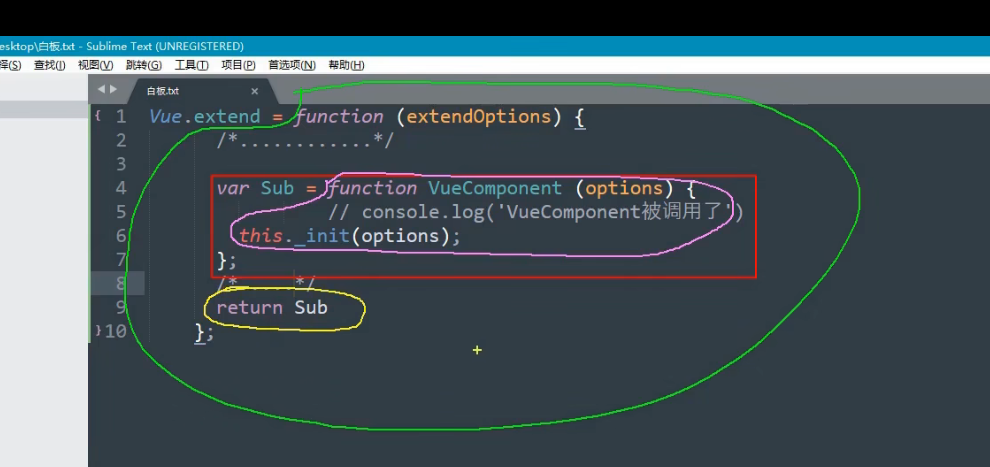 esktop\白板.txt - Sublime Text (UNREGISTERED)
择(S) 查找(I) 视图(V) 跳转(G) 工具(T) 项目(P) 首选项(N) 帮助(H)
白板.txt ×
1 Vue.extend = function (extendOptions) {
2 /*............*/
3
4 var Sub = function VueComponent (options) {
5 // console.log('VueComponent被调用了')
6 this._init(options);
7 };
8 /* */
9 return Sub
10 };